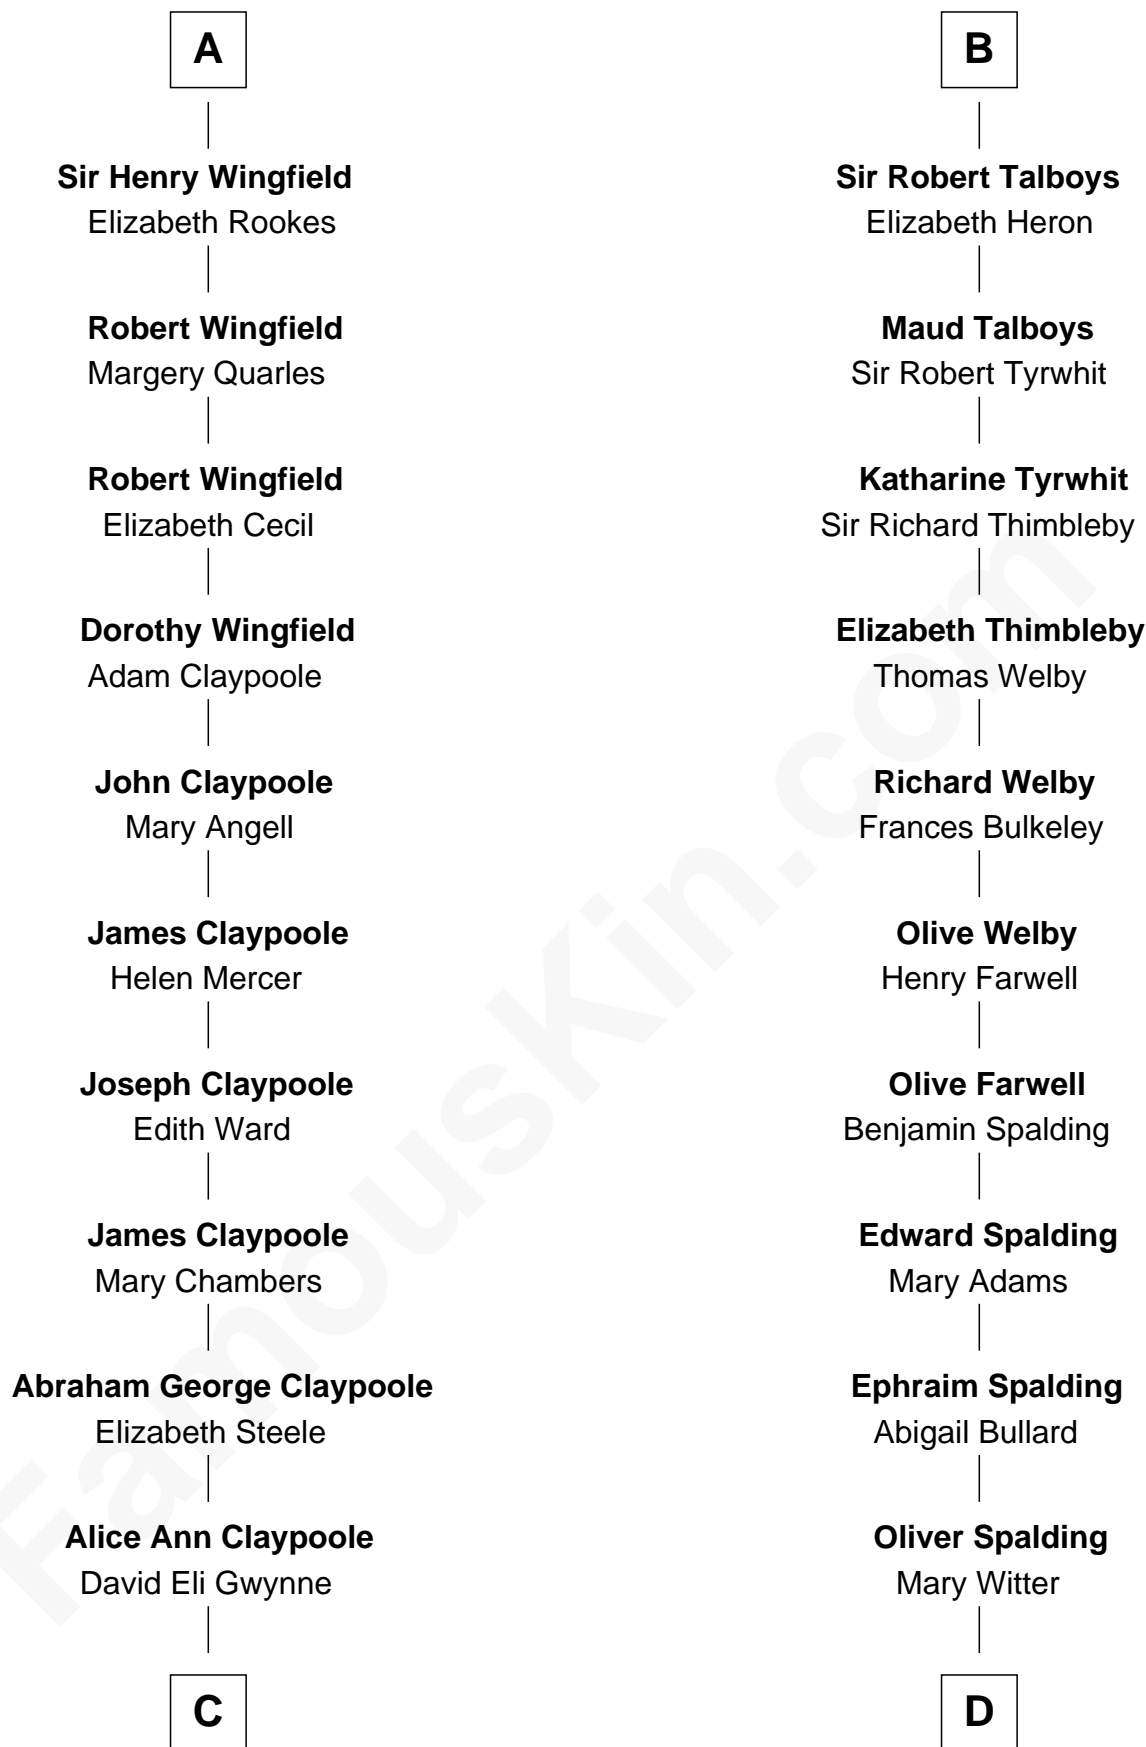 A
Sir Henry Wingfield
Elizabeth Rookes
Robert Wingfield
Margery Quarles
Robert Wingfield
Elizabeth Cecil
Dorothy Wingfield
Adam Claypoole
John Claypoole
Mary Angell
James Claypoole
Helen Mercer
Joseph Claypoole
Edith Ward
James Claypoole
Mary Chambers
Abraham George Claypoole
Elizabeth Steele
Alice Ann Claypoole
David Eli Gwynne
C
B
Sir Robert Talboys
Elizabeth Heron
Maud Talboys
Sir Robert Tyrwhit
Katharine Tyrwhit
Sir Richard Thimbleby
Elizabeth Thimbleby
Thomas Welby
Richard Welby
Frances Bulkeley
Olive Welby
Henry Farwell
Olive Farwell
Benjamin Spalding
Edward Spalding
Mary Adams
Ephraim Spalding
Abigail Bullard
Oliver Spalding
Mary Witter
D
FamousKin.com